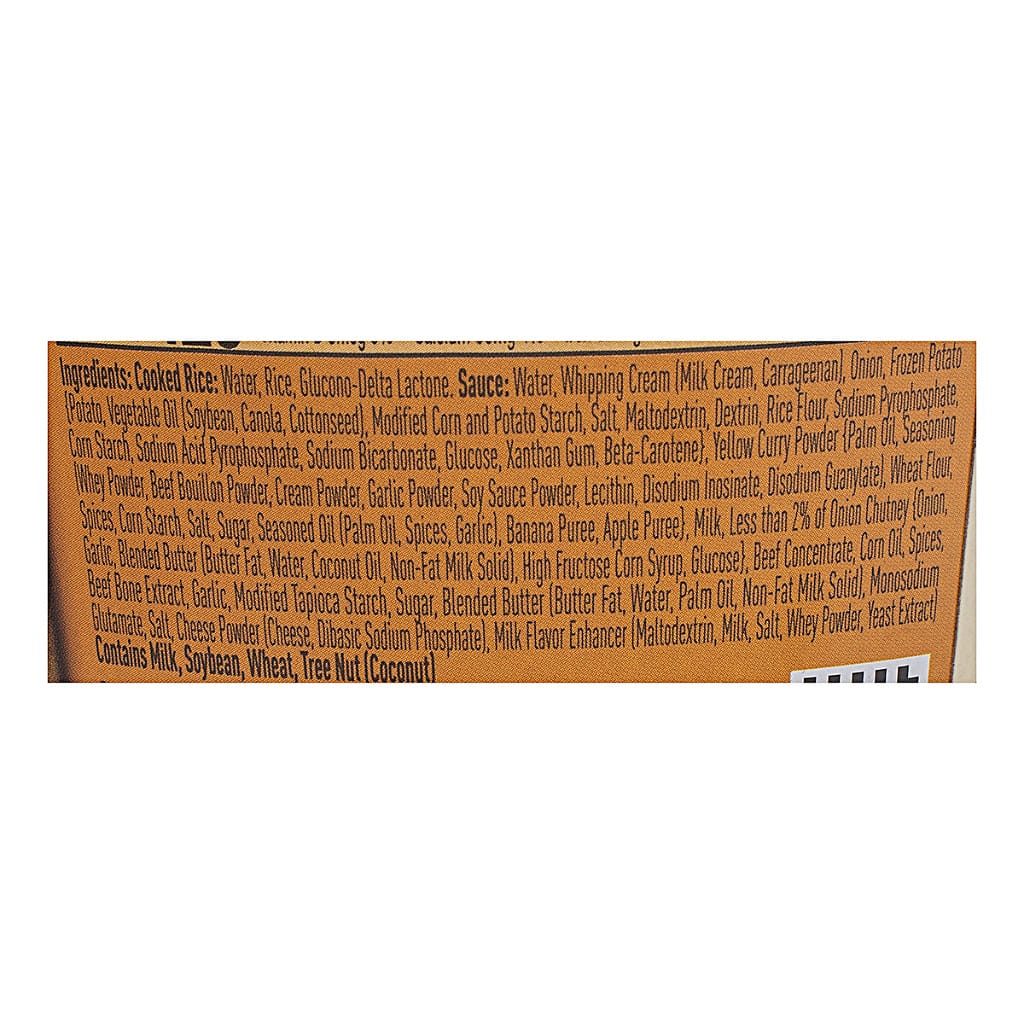 Ingredients: Cooked Rice: Water, Rice, Glucono-Delta Lactone. Sauce: Water, Whipping Cream (Milk Cream, Carrageenan), Onion, Frozen Potato
{Potato, Vegetable Oil (Soybean, Canola, Cottonseed), Modified Corn and Potato Starch, Salt, Maltodextrin, Dextrin, Rice Flour, Sodium Pyrophosphate,
Corn Starch, Sodium Acid Pyrophosphate, Sodium Bicarbonate, Glucose, Xanthan Gum, Beta-Carotene}, Yellow Curry Powder {Palm Oil, Seasoning
(Whey Powder, Beef Bouillon Powder, Cream Powder, Garlic Powder, Soy Sauce Powder, Lecithin, Disodium Inosinate, Disodium Guanylate), Wheat Flour,
Spices, Corn Starch, Salt, Sugar, Seasoned Oil (Palm Oil, Spices, Garlic), Banana Puree, Apple Puree}, Milk, Less than 2% of Onion Chutney {Onion,
Garlic, Blended Butter (Butter Fat, Water, Coconut Oil, Non-Fat Milk Solid), High Fructose Corn Syrup, Glucose}, Beef Concentrate, Corn Oil, Spices,
Beef Bone Extract, Garlic, Modified Tapioca Starch, Sugar, Blended Butter (Butter Fat, Water, Palm Oil, Non-Fat Milk Solid), Monosodium
Glutamate, Salt, Cheese Powder (Cheese, Dibasic Sodium Phosphate), Milk Flavor Enhancer (Maltodextrin, Milk, Salt, Whey Powder, Yeast Extract)
Contains Milk, Soybean, Wheat, Tree Nut (Coconut)